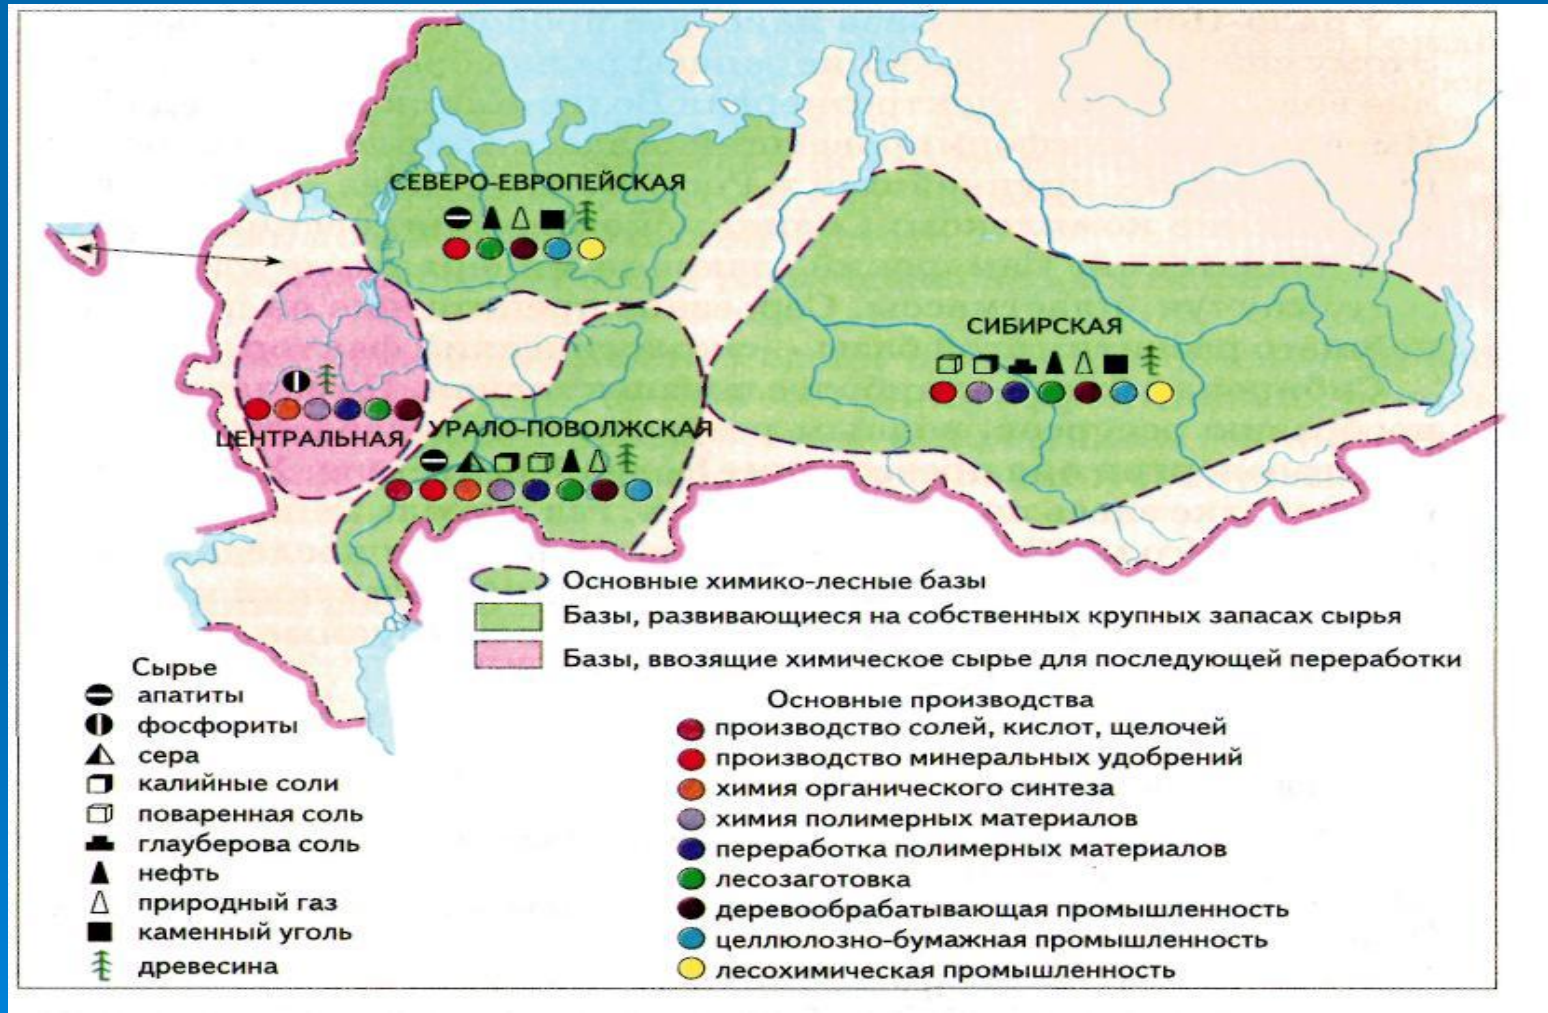 СЕВЕРО-ЕВРОПЕЙСКАЯ
СИБИРСКАЯ
ЦЕНТРАЛЬНАЯ
УРАЛО-ПОВОЛЖСКАЯ
Основные химико-лесные базы
Базы, развивающиеся на собственных крупных запасах сырья
Базы, ввозящие химическое сырье для последующей переработки
Сырье
апатиты
фосфориты
сера
калийные соли
поваренная соль
глауберова соль
нефть
природный газ
каменный уголь
древесина
Основные производства
производство солей, кислот, щелочей
производство минеральных удобрений
химия органического синтеза
химия полимерных материалов
переработка полимерных материалов
лесозаготовка
деревообрабатывающая промышленность
целлюлозно-бумажная промышленность
лесохимическая промышленность